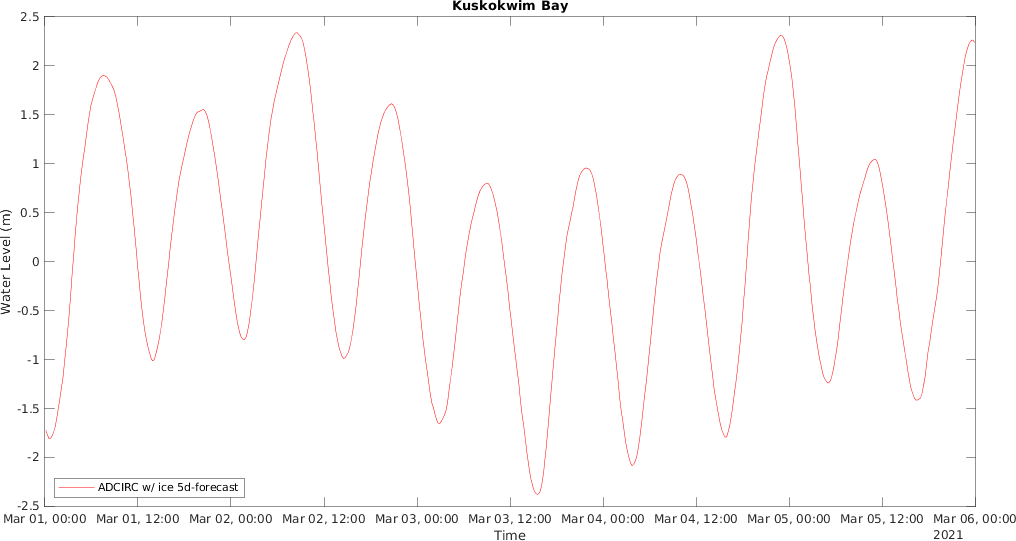 Kuskokwim Bay
2.5
2
1.5
1
0.5
0
-0.5
-1
-1.5
-2
-2.5
Water Level (m)
ADCIRC w/ ice 5d-forecast
Mar 01, 00:00 Mar 01, 12:00 Mar 02, 00:00 Mar 02, 12:00 Mar 03, 00:00 Mar 03, 12:00 Mar 04, 00:00 Mar 04, 12:00 Mar 05, 00:00 Mar 05, 12:00 Mar 06, 00:00
Time
2021